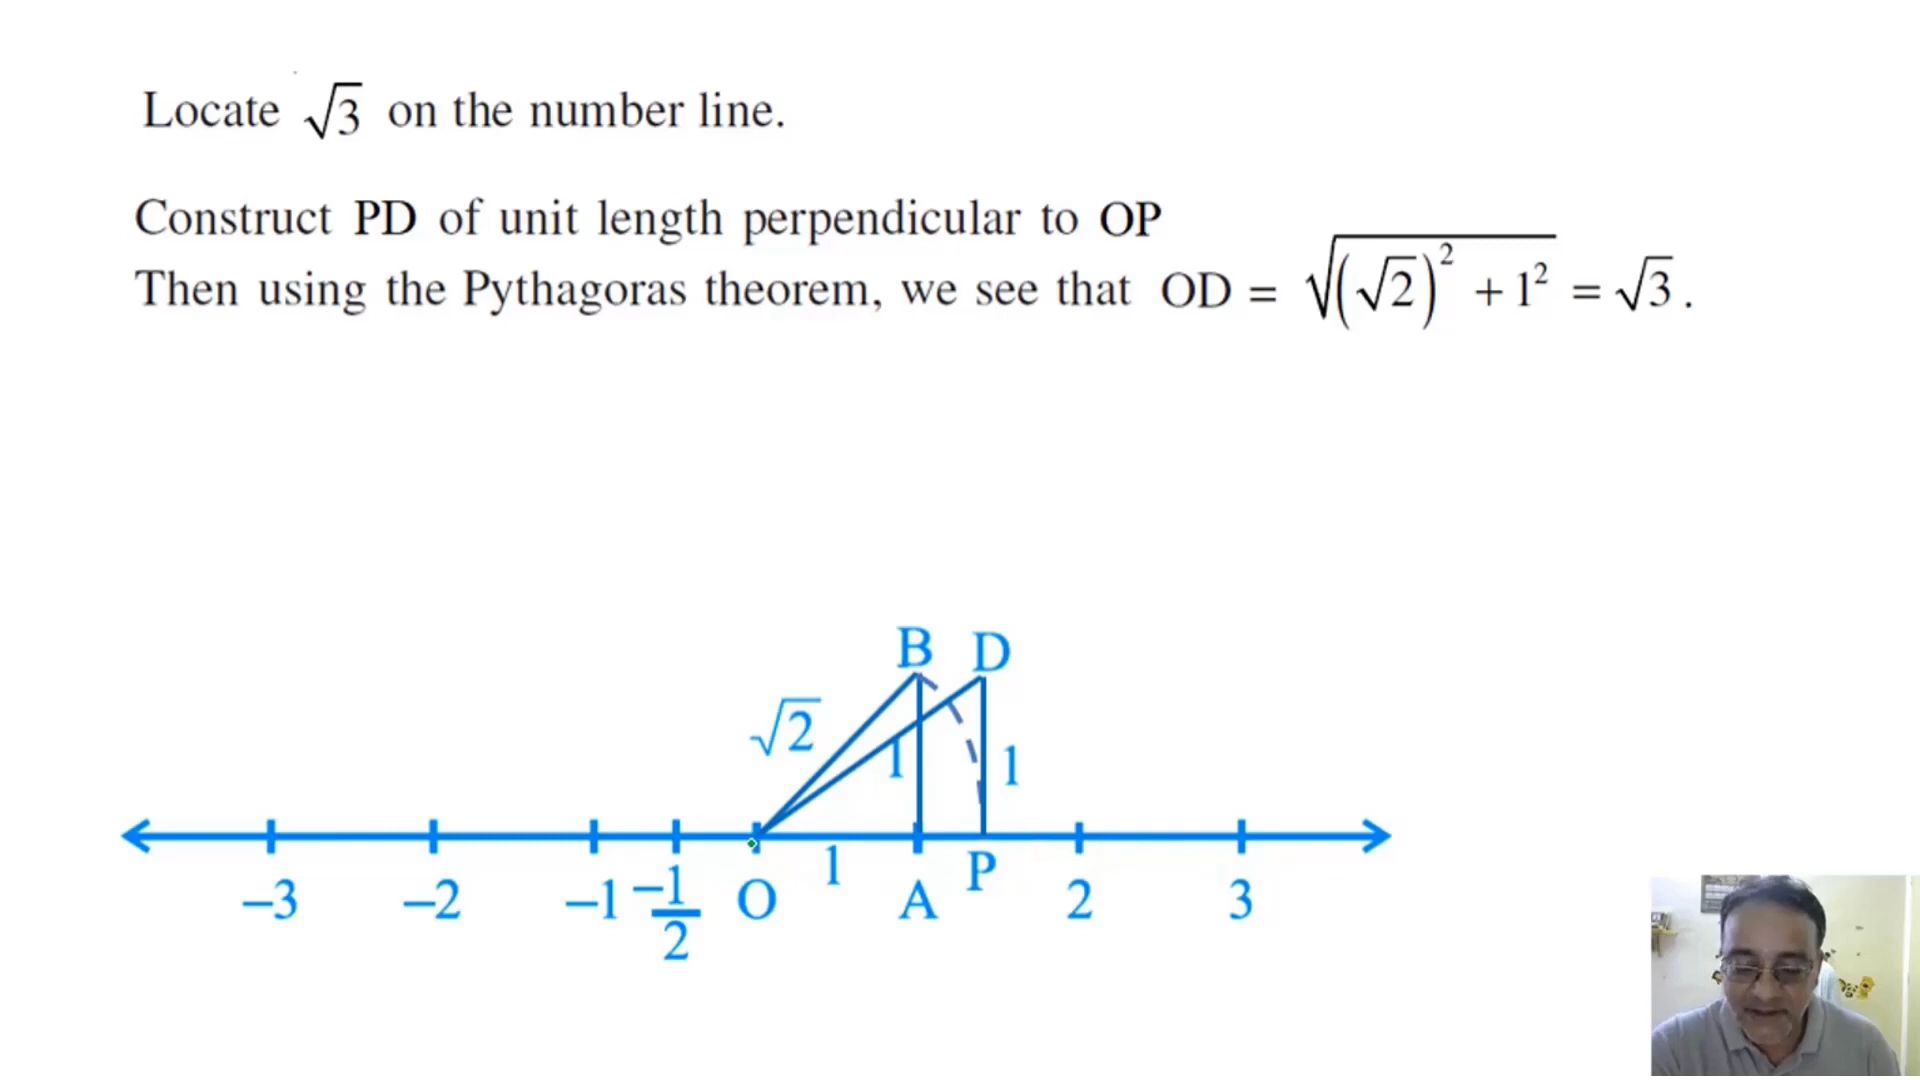 Locate √3 on the number line.
Construct PD of unit length perpendicular to OP
Then using the Pythagoras theorem, we see that OD = √((√2)² + 1²) = √3.
B D
√2
1 1
1 P
–3 –2 –1 –1/2 O A 2 3